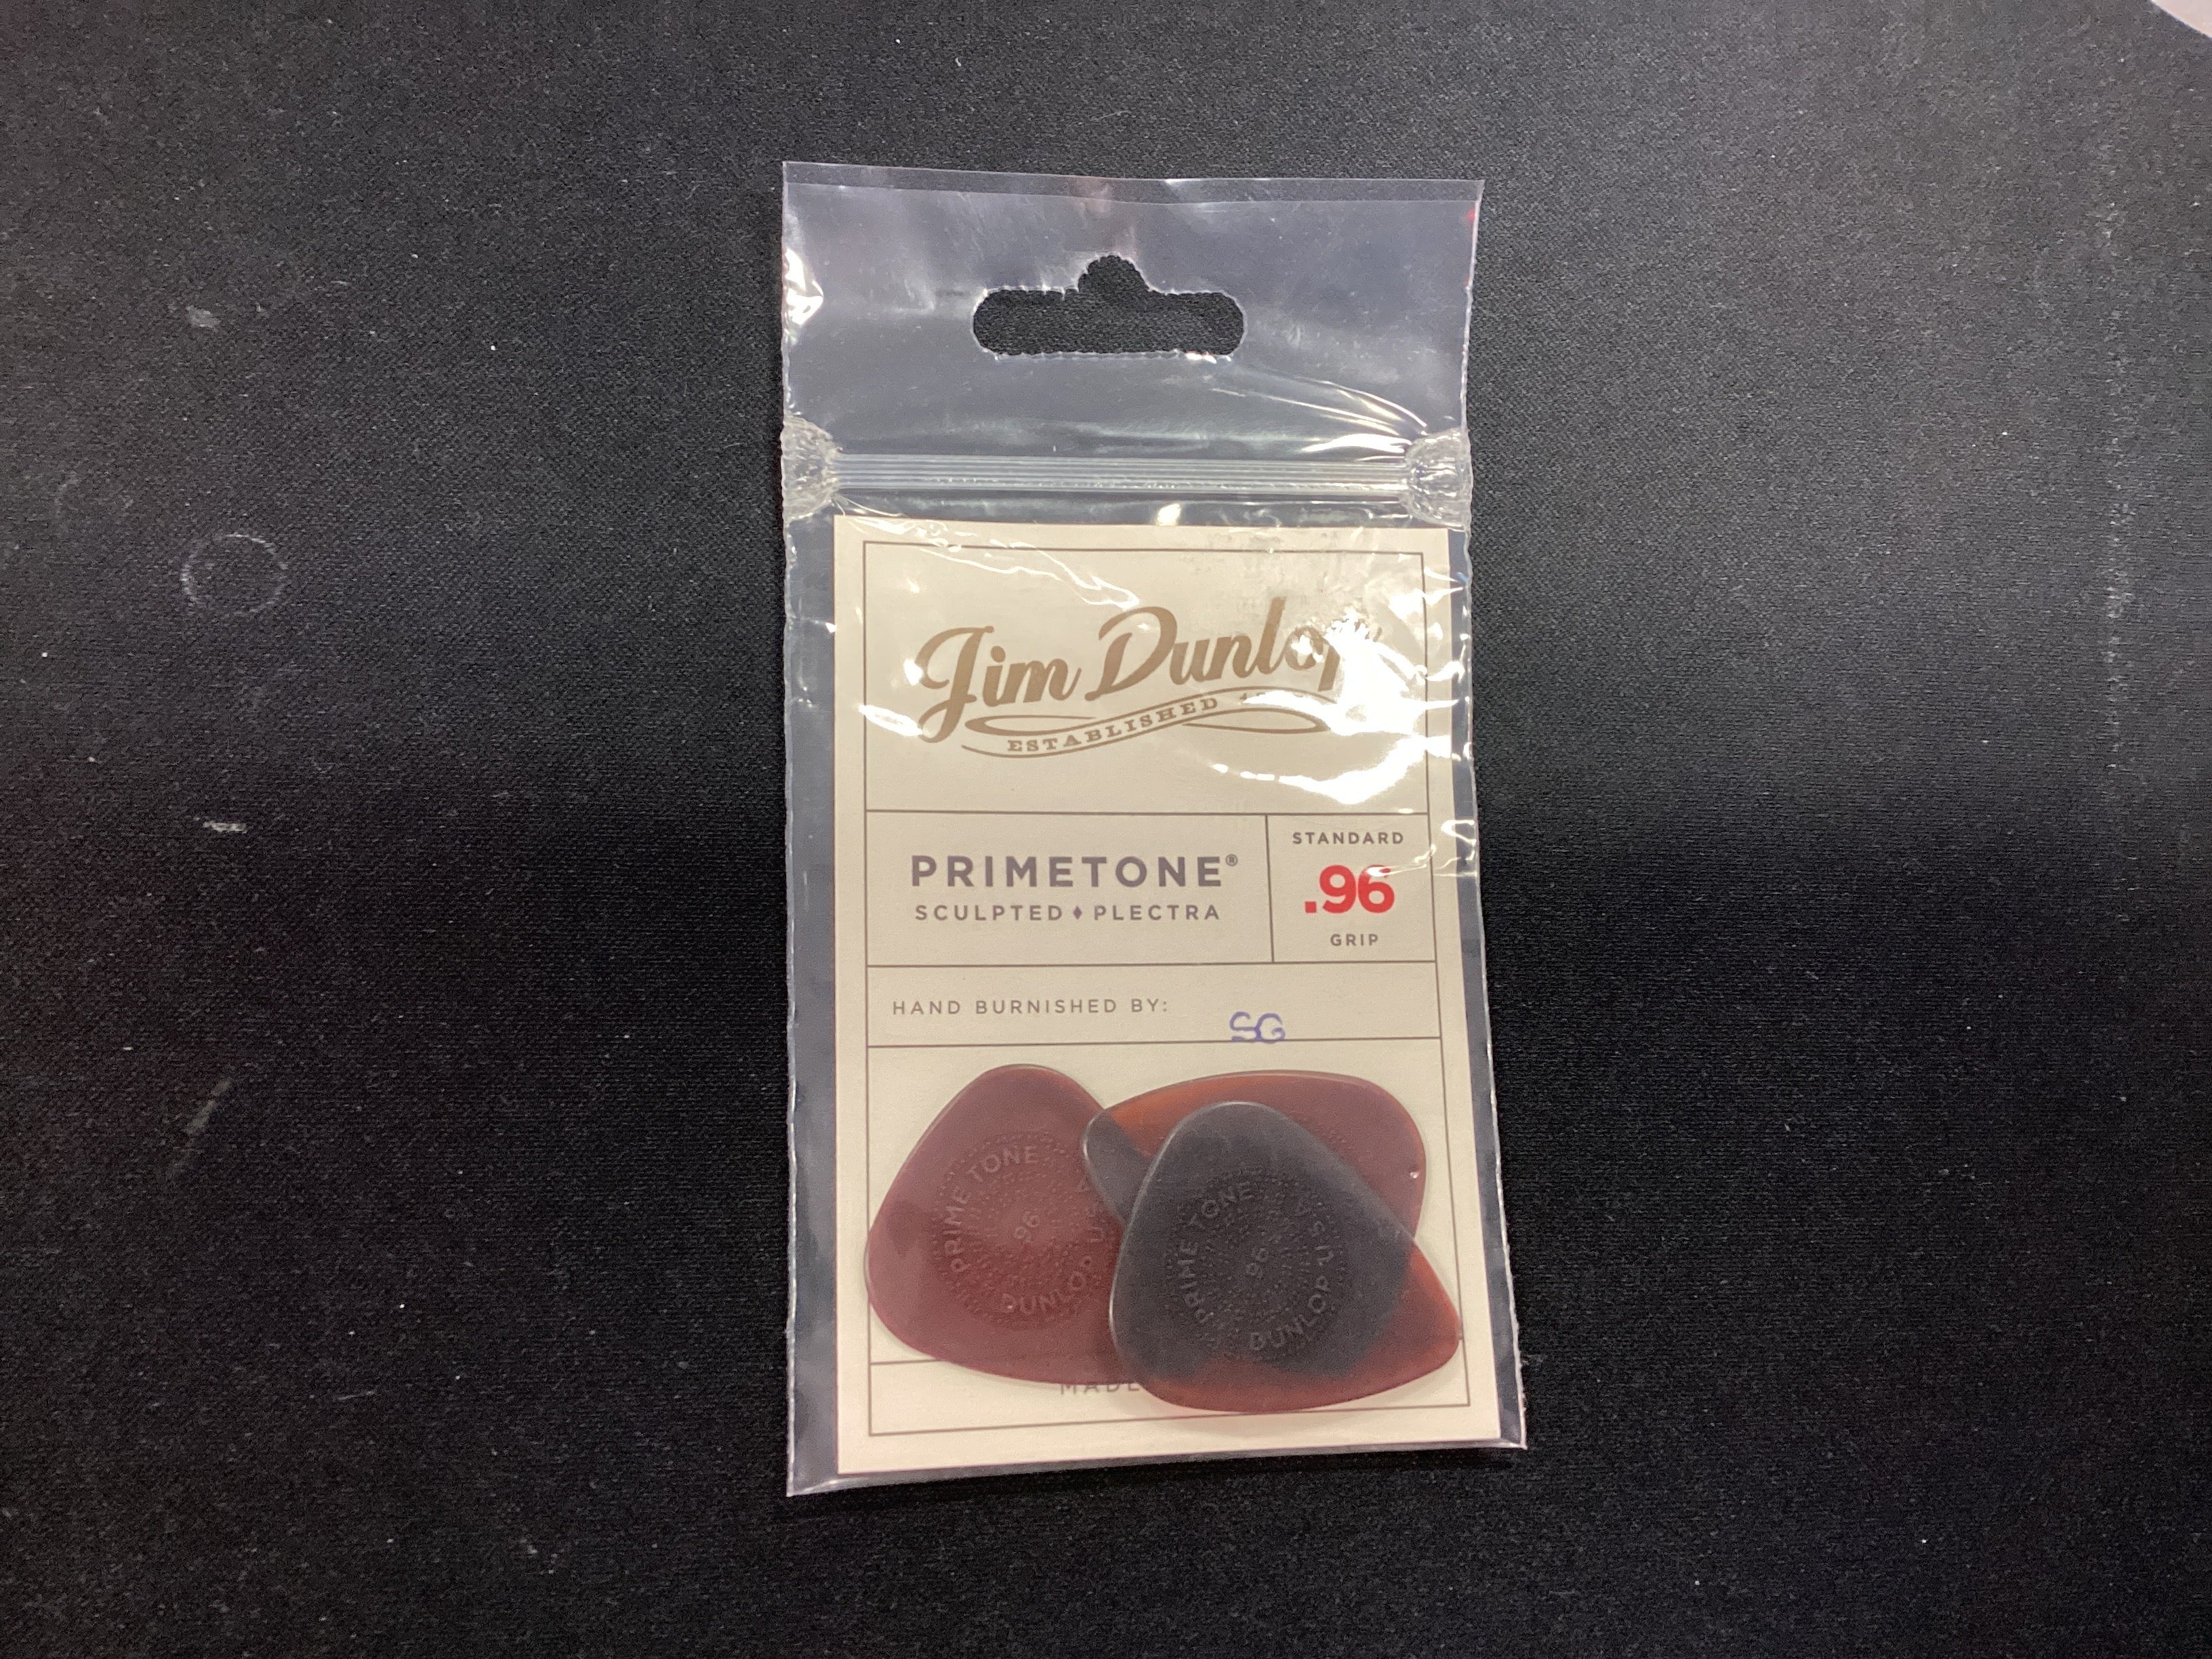 Jim Dunlop
ESTABLISHED
PRIMETONE®
SCULPTED ♦ PLECTRA
STANDARD
.96
GRIP
HAND BURNISHED BY:
SG
PRIME TONE
.96
DUNLOP USA
PRIME TONE
.96
DUNLOP U.S.A
MADE